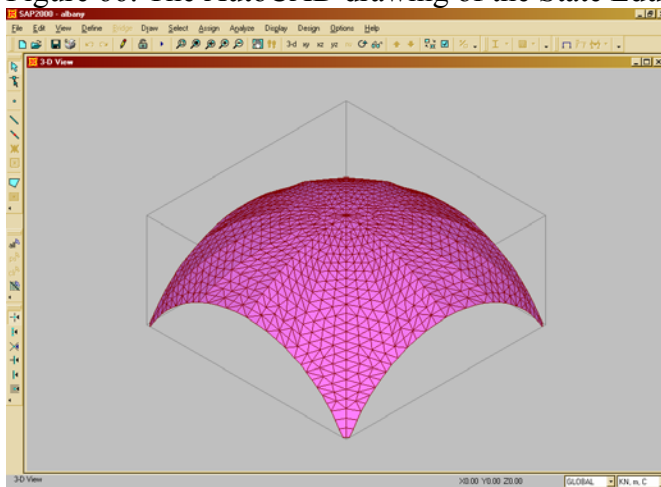 Figure 66: The AutoCAD drawing of the State Edu
SAP2000 - albany
File Edit View Define Bridge Draw Select Assign Analyze Display Design Options Help
3-d xy xz yz
3-D View
3-D View X0.00 Y0.00 Z0.00 GLOBAL KN, m, C